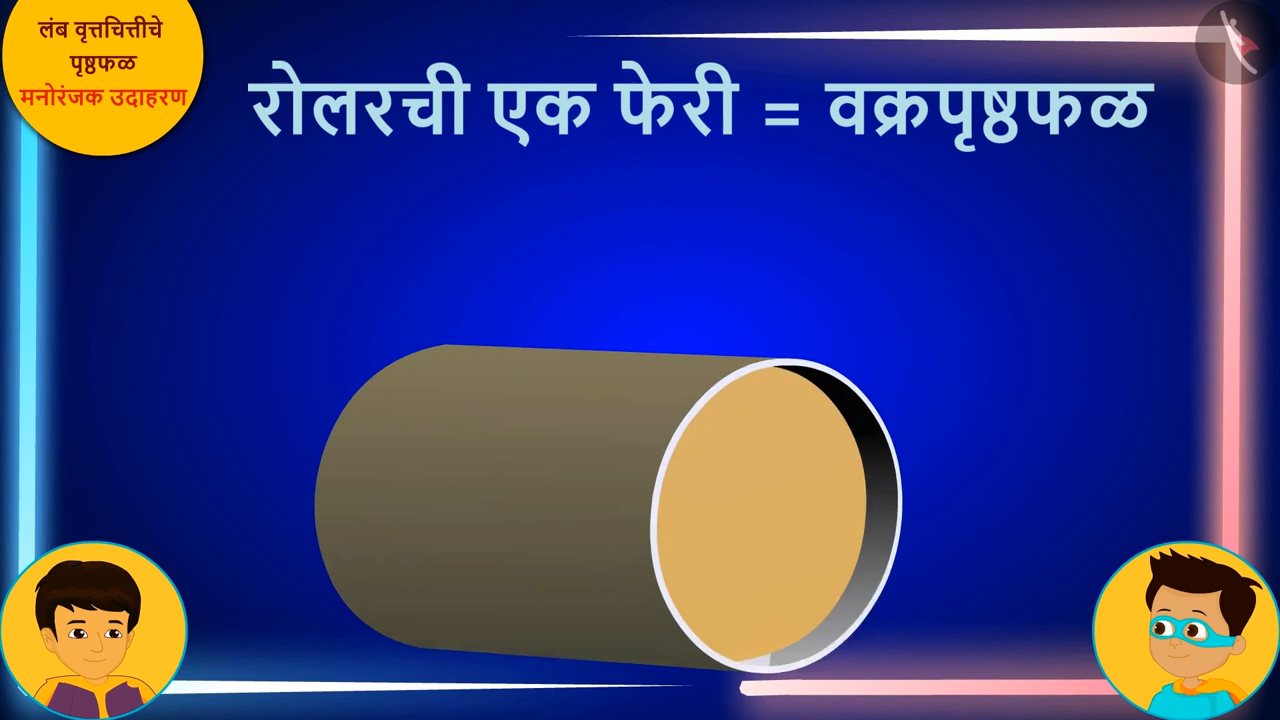 लंब वृत्तचित्तीचे
पृष्ठफळ
मनोरंजक उदाहरण
रोलरची एक फेरी = वक्रपृष्ठफळ